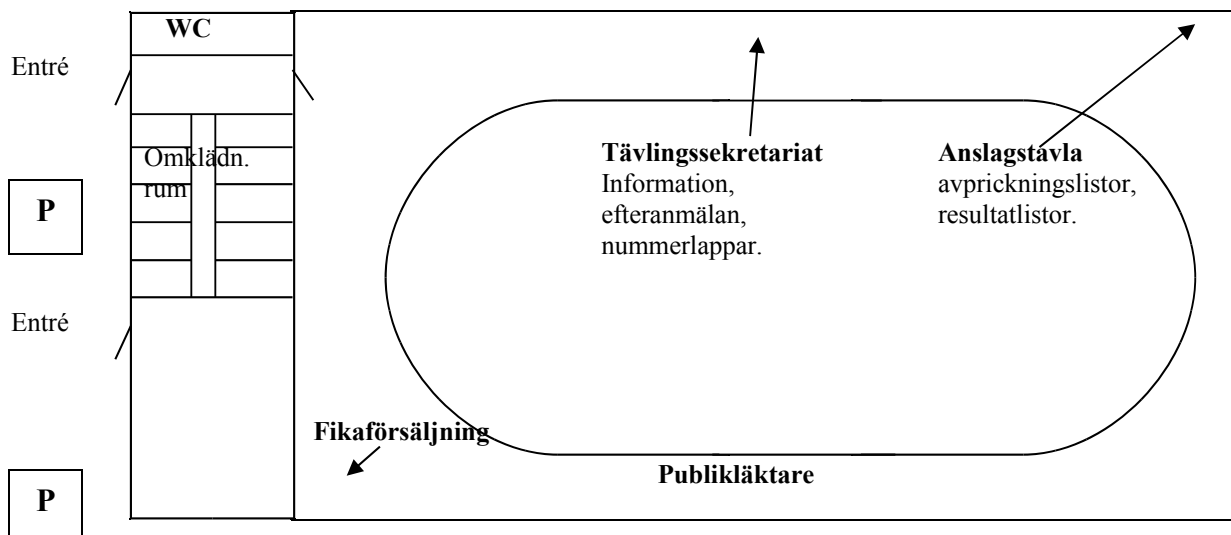 WC
Entré
Omklädn.
rum
P
Entré
P
Tävlingssekretariat
Information,
efteranmälan,
nummerlappar.
Anslagstavla
avprickningslistor,
resultatlistor.
Fikaförsäljning
Publikläktare